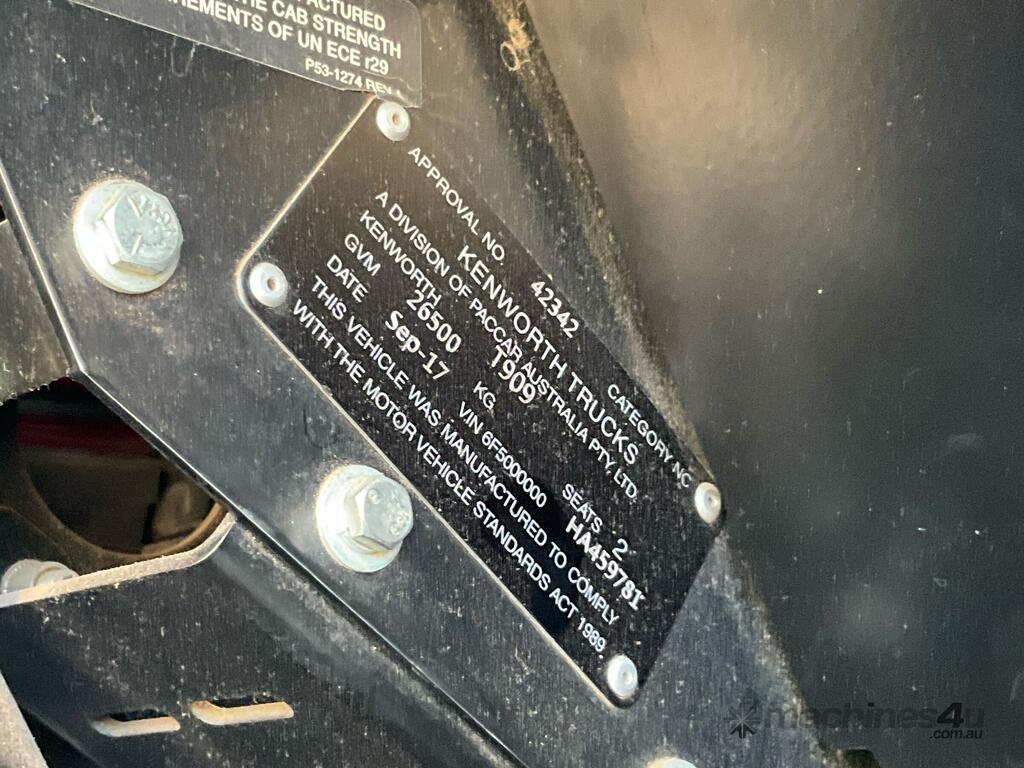 FACTURED
THE CAB STRENGTH
REMENTS OF UN ECE r29
P53-1274 REV
APPROVAL NO. 42342 CATEGORY NC
KENWORTH TRUCKS
A DIVISION OF PACCAR AUSTRALIA PTY. LTD.
KENWORTH T909
GVM 26500 KG SEATS 2
DATE Sep-17 VIN 6F5000000 HA459781
THIS VEHICLE WAS MANUFACTURED TO COMPLY
WITH THE MOTOR VEHICLE STANDARDS ACT 1989
machines4u
.com.au